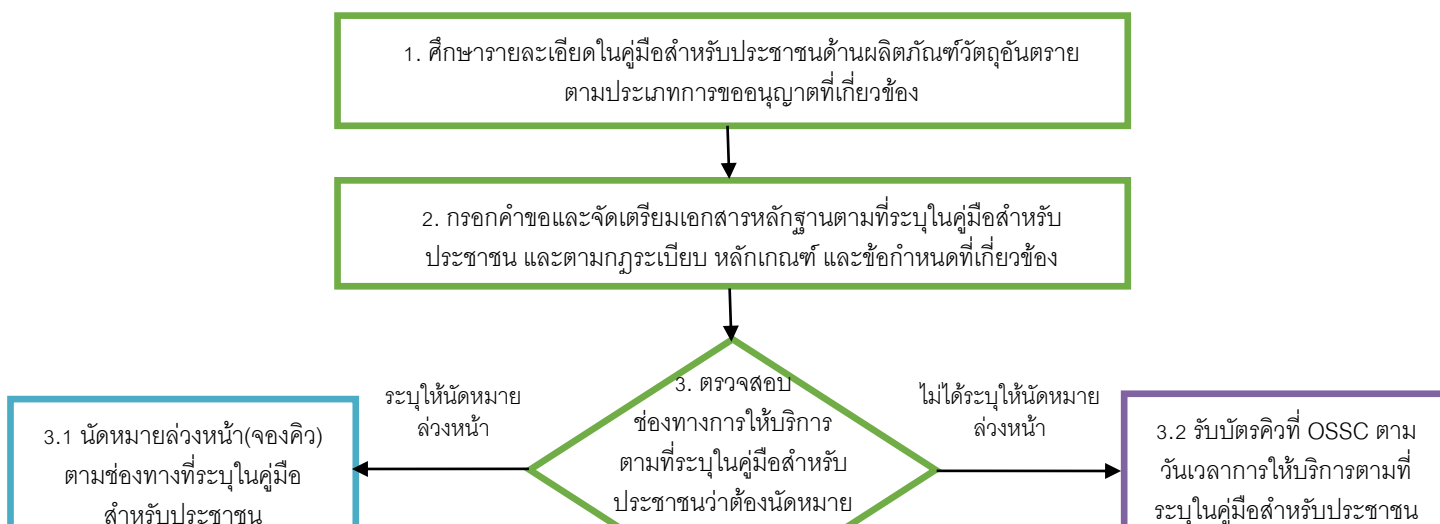 1. ศึกษารายละเอียดในคู่มือสำหรับประชาชนด้านผลิตภัณฑ์วัตถุอันตราย
ตามประเภทการขออนุญาตที่เกี่ยวข้อง
2. กรอกคำขอและจัดเตรียมเอกสารหลักฐานตามที่ระบุในคู่มือสำหรับ
ประชาชน และตามกฎระเบียบ หลักเกณฑ์ และข้อกำหนดที่เกี่ยวข้อง
ระบุให้นัดหมาย
ล่วงหน้า
3. ตรวจสอบ
ช่องทางการให้บริการ
ตามที่ระบุในคู่มือสำหรับ
ประชาชนว่าต้องนัดหมาย
ไม่ได้ระบุให้นัดหมาย
ล่วงหน้า
3.1 นัดหมายล่วงหน้า(จองคิว)
ตามช่องทางที่ระบุในคู่มือ
สำหรับประชาชน
3.2 รับบัตรคิวที่ OSSC ตาม
วันเวลาการให้บริการตามที่
ระบุในคู่มือสำหรับประชาชน